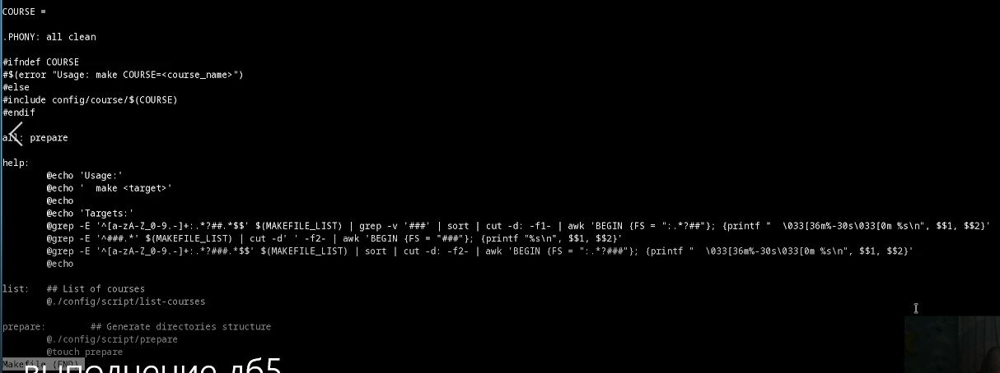 COURSE =
.PHONY: all clean
#ifndef COURSE
#$(error "Usage: make COURSE=<course_name>")
#else
#include config/course/$(COURSE)
#endif
all: prepare
help:
@echo 'Usage:'
@echo '  make <target>'
@echo
@echo 'Targets:'
@grep -E '^[a-zA-Z_0-9.-]+:.*?##.*$$' $(MAKEFILE_LIST) | grep -v '###' | sort | cut -d: -f1- | awk 'BEGIN {FS = ":.*?##"}; {printf "  \033[36m%-30s\033[0m %s\n", $$1, $$2}'
@grep -E '^###.*' $(MAKEFILE_LIST) | cut -d' ' -f2- | awk 'BEGIN {FS = "###"}; {printf "%s\n", $$1, $$2}'
@grep -E '^[a-zA-Z_0-9.-]+:.*?###.*$$' $(MAKEFILE_LIST) | sort | cut -d: -f2- | awk 'BEGIN {FS = ":.*?###"}; {printf "  \033[36m%-30s\033[0m %s\n", $$1, $$2}'
@echo
list:   ## List of courses
@./config/script/list-courses
prepare:        ## Generate directories structure
@./config/script/prepare
@touch prepare
Makefile (END)
выполнение лб5